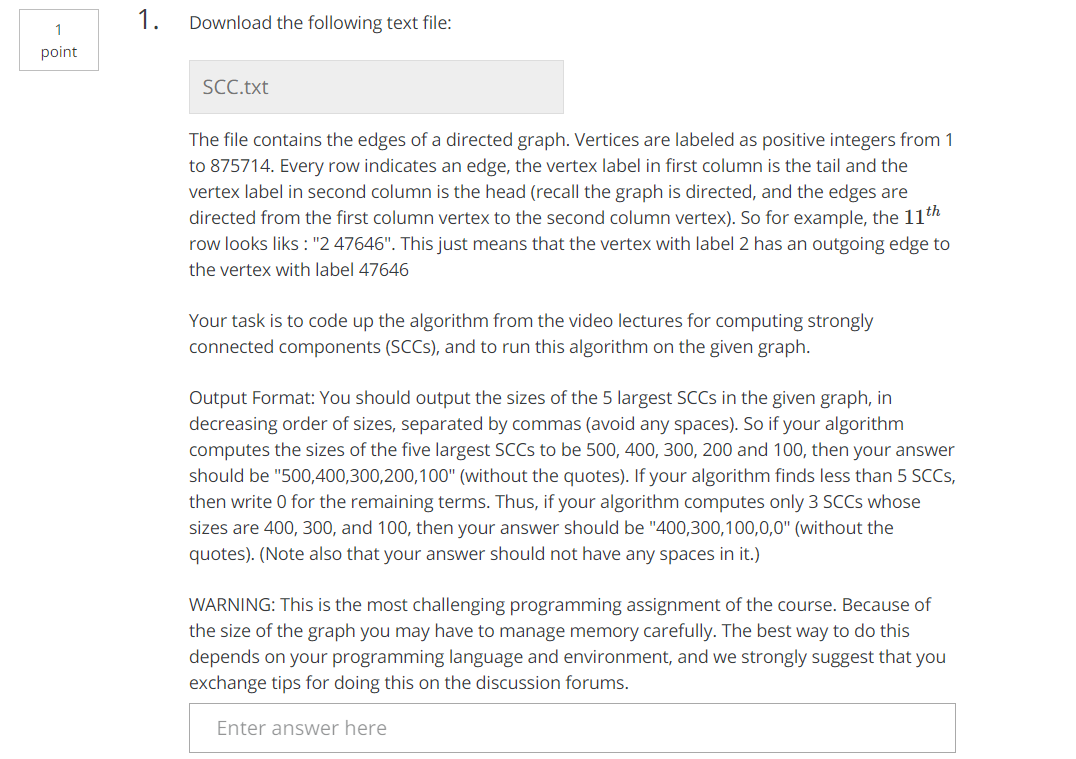 1
point
1. Download the following text file:
SCC.txt
The file contains the edges of a directed graph. Vertices are labeled as positive integers from 1
to 875714. Every row indicates an edge, the vertex label in first column is the tail and the
vertex label in second column is the head (recall the graph is directed, and the edges are
directed from the first column vertex to the second column vertex). So for example, the 11th
row looks liks : "2 47646". This just means that the vertex with label 2 has an outgoing edge to
the vertex with label 47646
Your task is to code up the algorithm from the video lectures for computing strongly
connected components (SCCs), and to run this algorithm on the given graph.
Output Format: You should output the sizes of the 5 largest SCCs in the given graph, in
decreasing order of sizes, separated by commas (avoid any spaces). So if your algorithm
computes the sizes of the five largest SCCs to be 500, 400, 300, 200 and 100, then your answer
should be "500,400,300,200,100" (without the quotes). If your algorithm finds less than 5 SCCs,
then write 0 for the remaining terms. Thus, if your algorithm computes only 3 SCCs whose
sizes are 400, 300, and 100, then your answer should be "400,300,100,0,0" (without the
quotes). (Note also that your answer should not have any spaces in it.)
WARNING: This is the most challenging programming assignment of the course. Because of
the size of the graph you may have to manage memory carefully. The best way to do this
depends on your programming language and environment, and we strongly suggest that you
exchange tips for doing this on the discussion forums.
Enter answer here